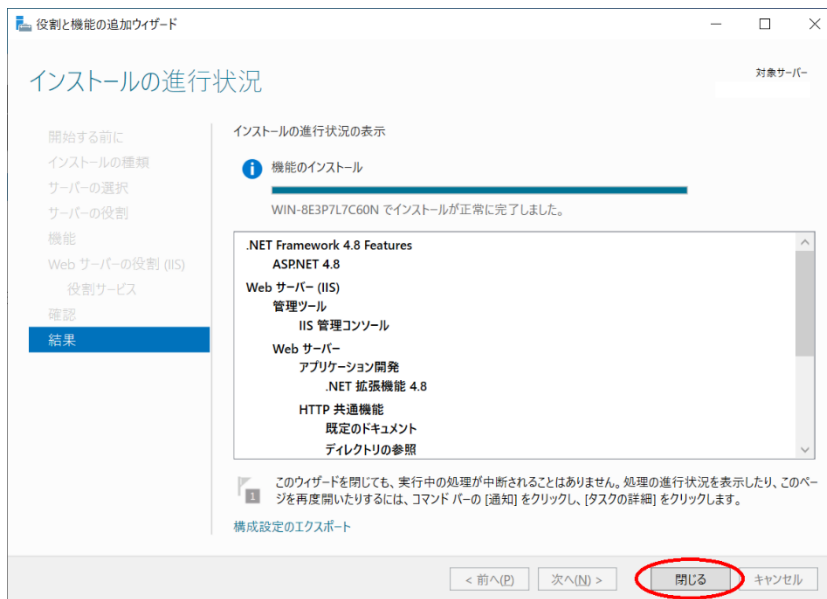 役割と機能の追加ウィザード
インストールの進行状況
対象サーバー
開始する前に
インストールの種類
サーバーの選択
サーバーの役割
機能
Web サーバーの役割 (IIS)
役割サービス
確認
結果
インストールの進行状況の表示
機能のインストール
WIN-8E3P7L7C60N でインストールが正常に完了しました。
.NET Framework 4.8 Features
ASP.NET 4.8
Web サーバー (IIS)
管理ツール
IIS 管理コンソール
Web サーバー
アプリケーション開発
.NET 拡張機能 4.8
HTTP 共通機能
既定のドキュメント
ディレクトリの参照
1
このウィザードを閉じても、実行中の処理が中断されることはありません。処理の進行状況を表示したり、このペー
ジを再度開いたりするには、コマンド バーの [通知] をクリックし、[タスクの詳細] をクリックします。
構成設定のエクスポート
< 前へ(P)
次へ(N) >
閉じる
キャンセル